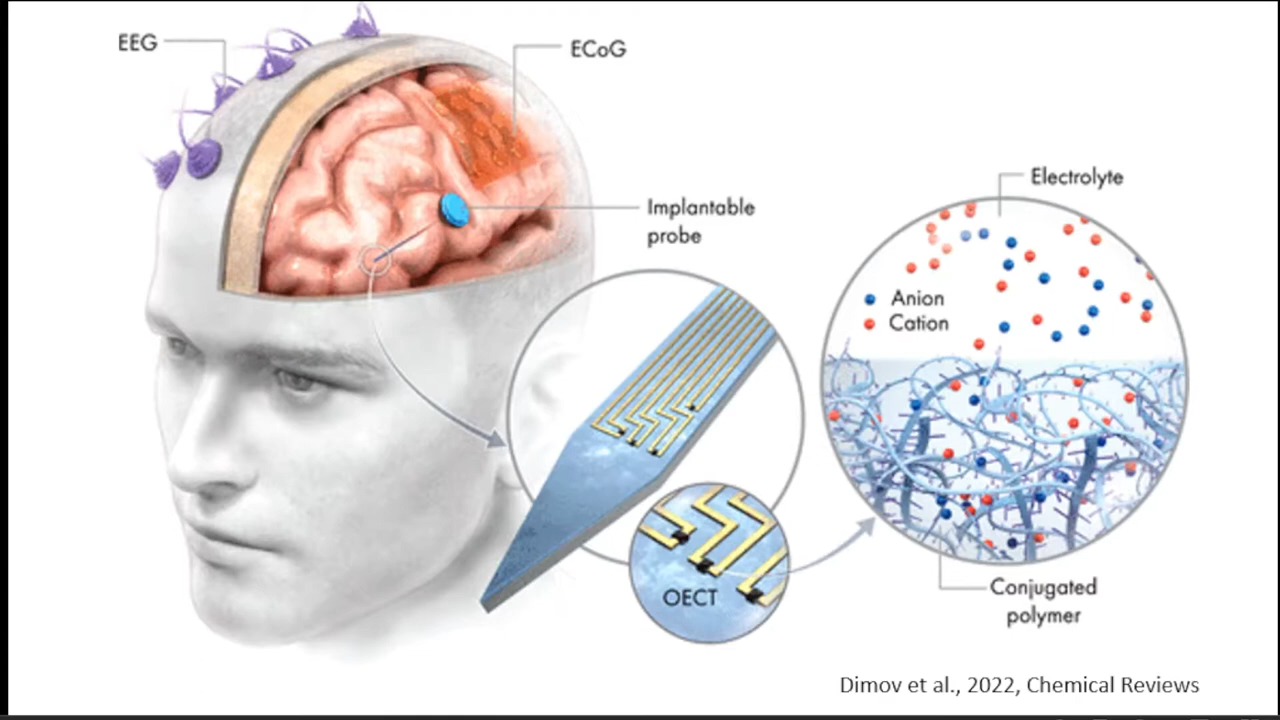 EEG
ECoG
Implantable
probe
Electrolyte
Anion
Cation
OECT
Conjugated
polymer
Dimov et al., 2022, Chemical Reviews